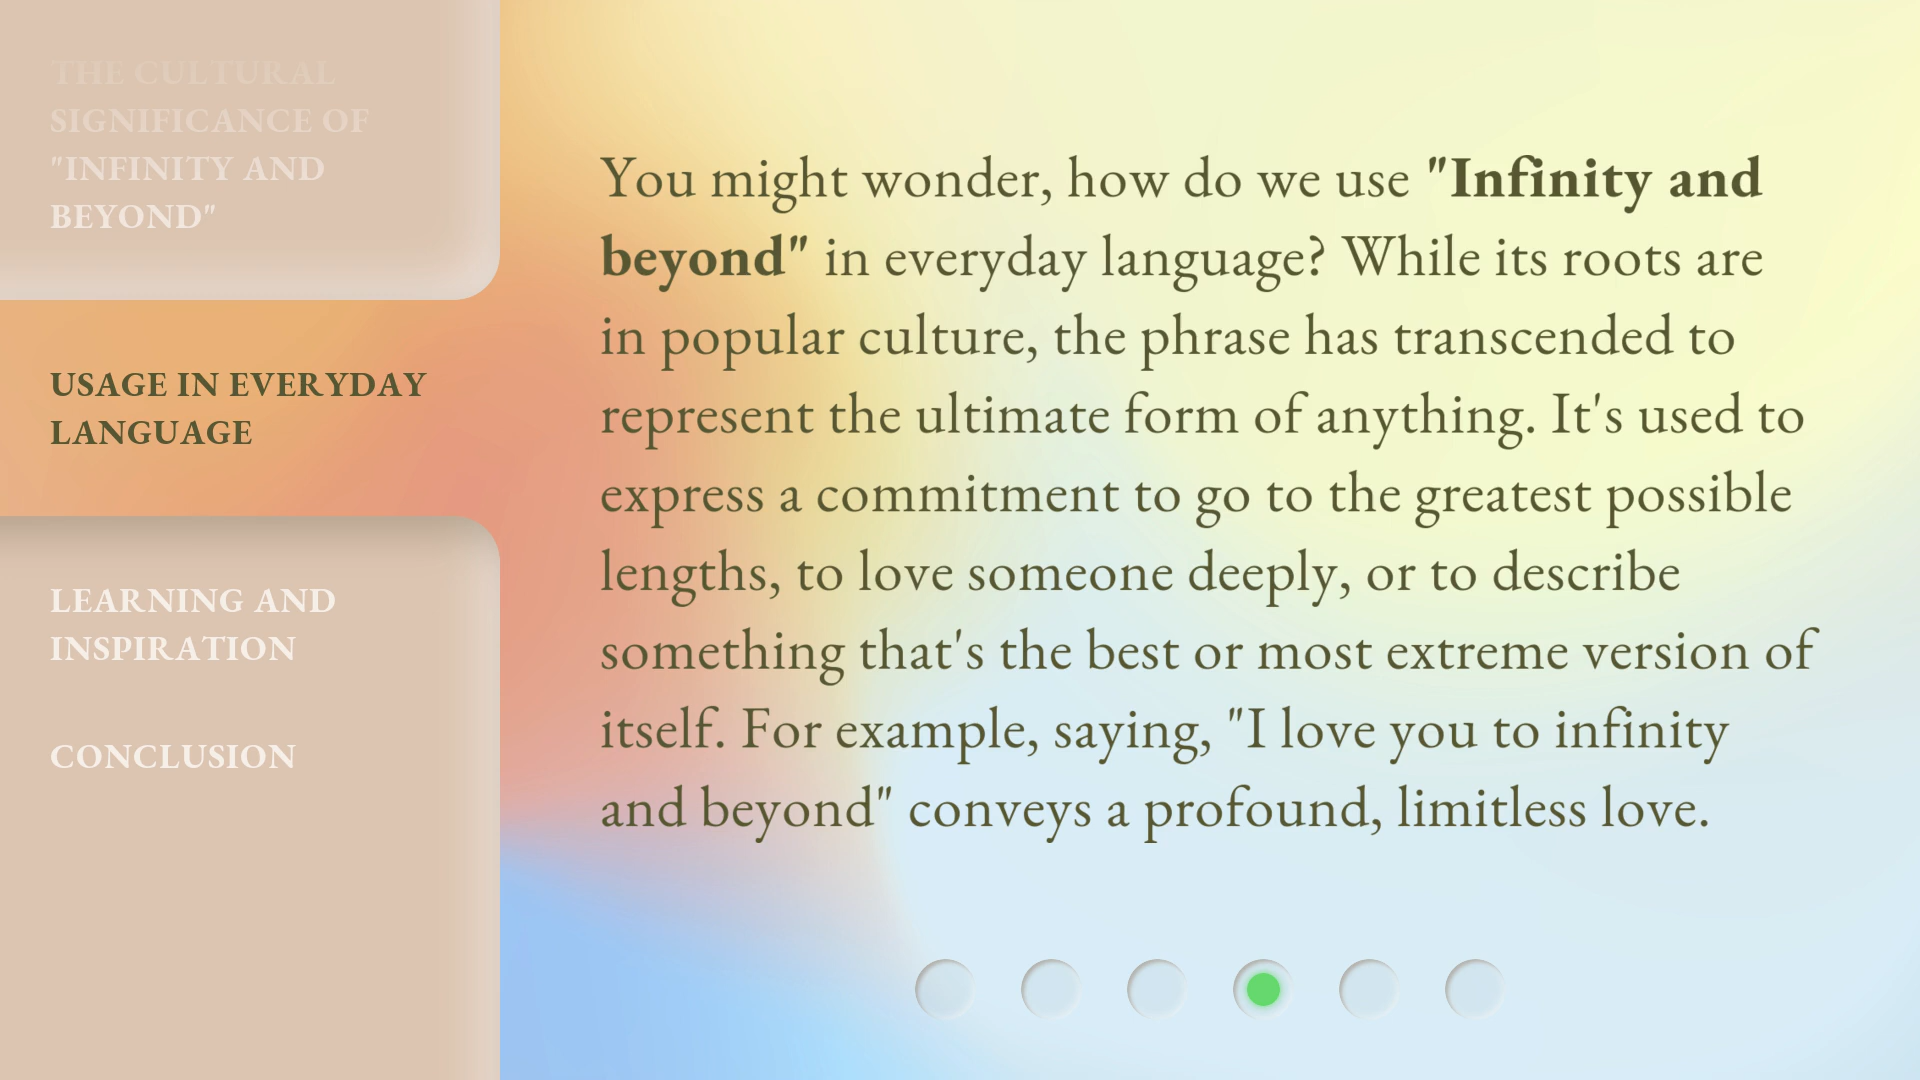 THE CULTURAL
SIGNIFICANCE OF
"INFINITY AND
BEYOND"
USAGE IN EVERYDAY
LANGUAGE
LEARNING AND
INSPIRATION
CONCLUSION
You might wonder, how do we use "Infinity and
beyond" in everyday language? While its roots are
in popular culture, the phrase has transcended to
represent the ultimate form of anything. It's used to
express a commitment to go to the greatest possible
lengths, to love someone deeply, or to describe
something that's the best or most extreme version of
itself. For example, saying, "I love you to infinity
and beyond" conveys a profound, limitless love.